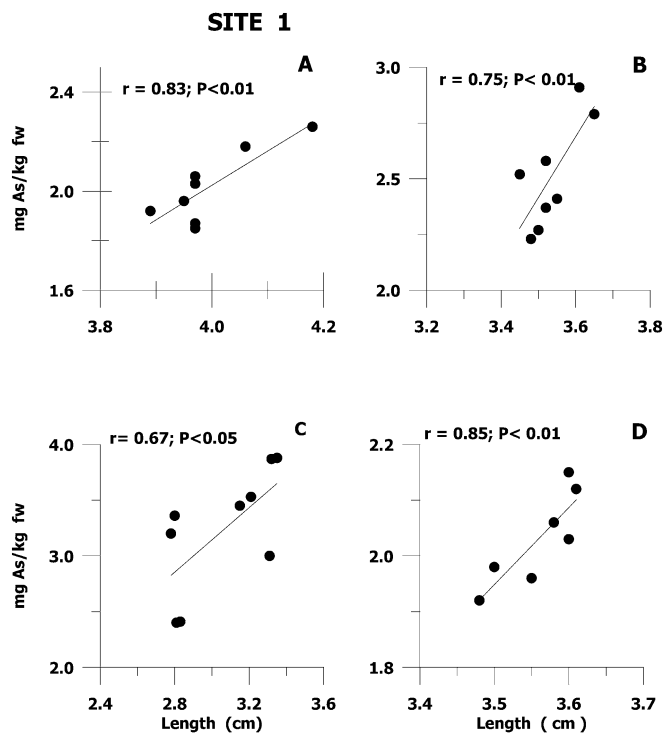 SITE 1
A
r = 0.83; P<0.01
2.4
2.0
1.6
mg As/kg fw
3.8 4.0 4.2
B
r = 0.75; P< 0.01
3.0
2.5
2.0
3.2 3.4 3.6 3.8
C
r= 0.67; P<0.05
4.0
3.0
2.0
mg As/kg fw
2.4 2.8 3.2 3.6
Length (cm)
D
r = 0.85; P< 0.01
2.2
2.0
1.8
3.4 3.5 3.6 3.7
Length ( cm )